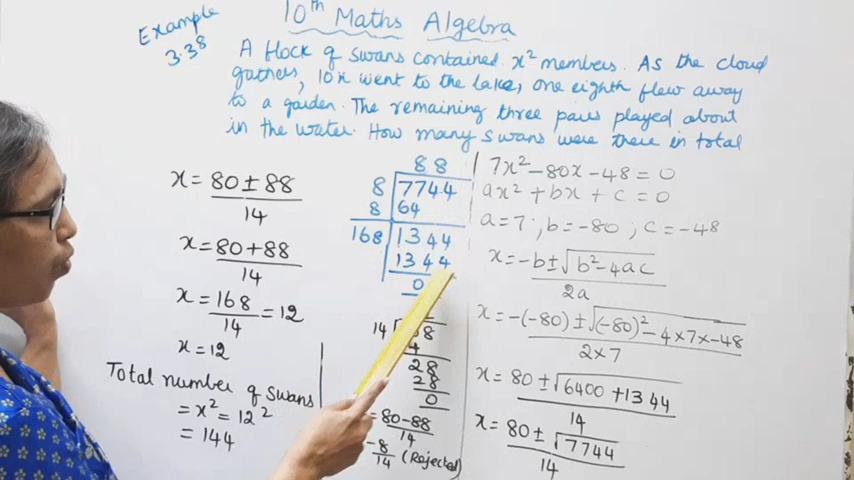 10th Maths Algebra
Example
3.38
A flock of swans contained x² members. As the cloud
gathers, 10x went to the lake, one eighth flew away
to a garden. The remaining three pairs played about
in the water. How many swans were there in total
x = 80 ± 88
14
x = 80 + 88
14
x = 168 = 12
14
x = 12
Total number of swans
= x² = 12²
= 144
88
8 7744
8 64
168 1344
1344
0
14
28
28
0
= 80 - 88
14
- 8 (Rejected)
14
7x² - 80x - 48 = 0
ax² + bx + c = 0
a = 7 ; b = -80 ; c = -48
x = -b ± √b² - 4ac
2a
x = -(-80) ± √(-80)² - 4 × 7 × -48
2 × 7
x = 80 ± √6400 + 1344
14
x = 80 ± √7744
14